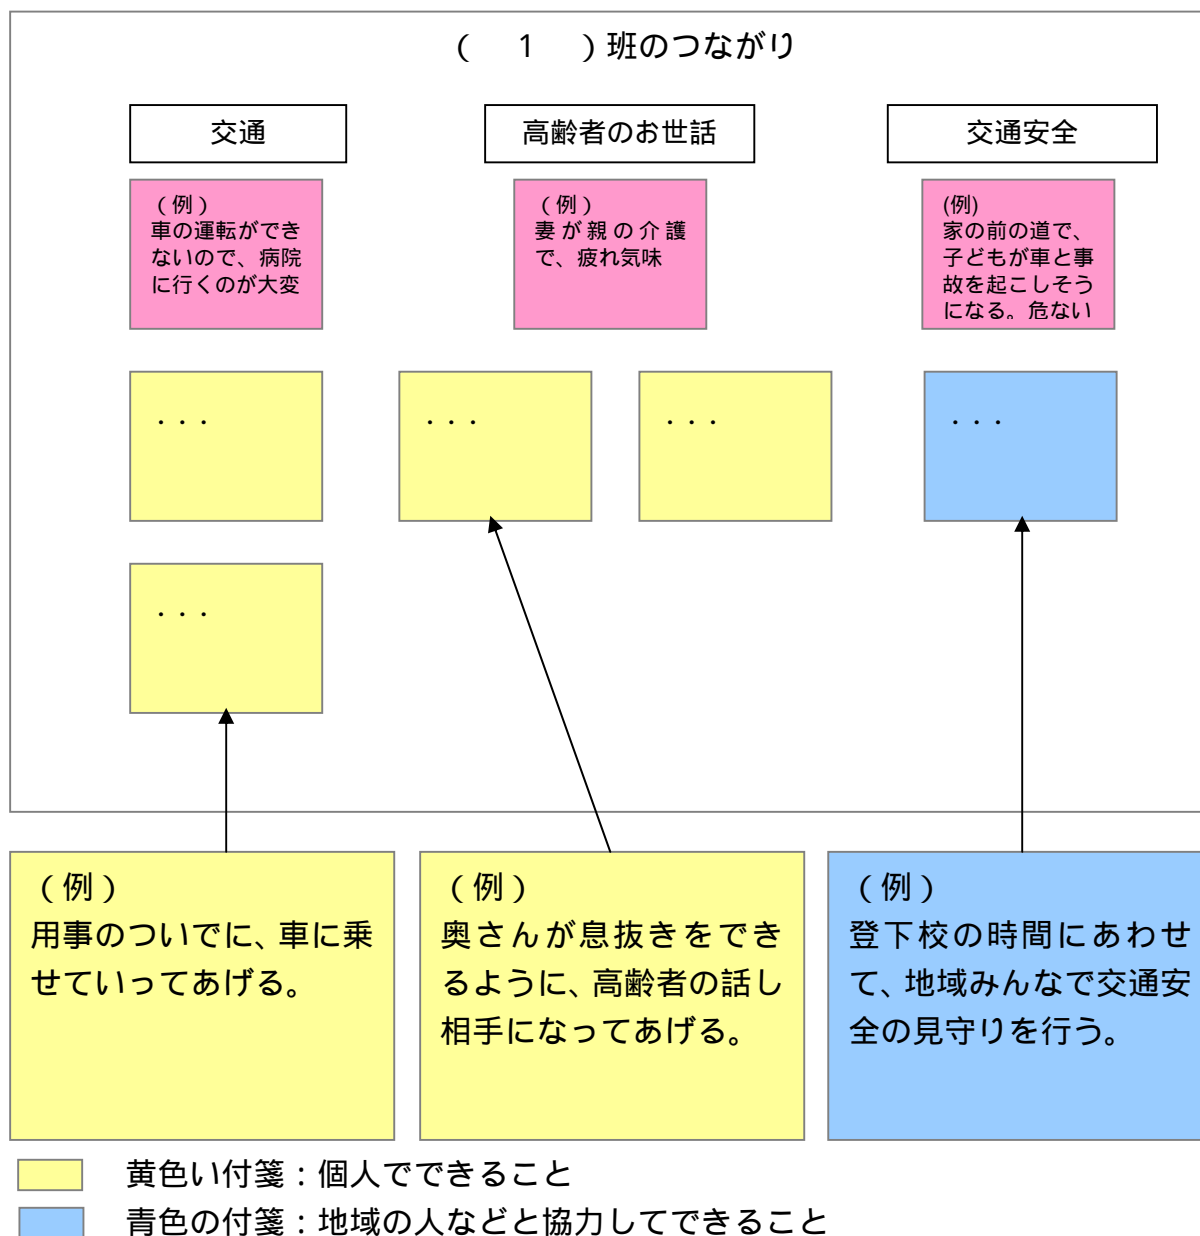 （　1　）班のつながり
交通
高齢者のお世話
交通安全
（例）
車の運転ができ
ないので、病院
に行くのが大変
（例）
妻が親の介護
で、疲れ気味
(例)
家の前の道で、
子どもが車と事
故を起こしそう
になる。危ない
・・・
・・・
・・・
・・・
・・・
（例）
用事のついでに、車に乗
せていってあげる。
（例）
奥さんが息抜きをでき
るように、高齢者の話し
相手になってあげる。
（例）
登下校の時間にあわせ
て、地域みんなで交通安
全の見守りを行う。
黄色い付箋：個人でできること
青色の付箋：地域の人などと協力してできること